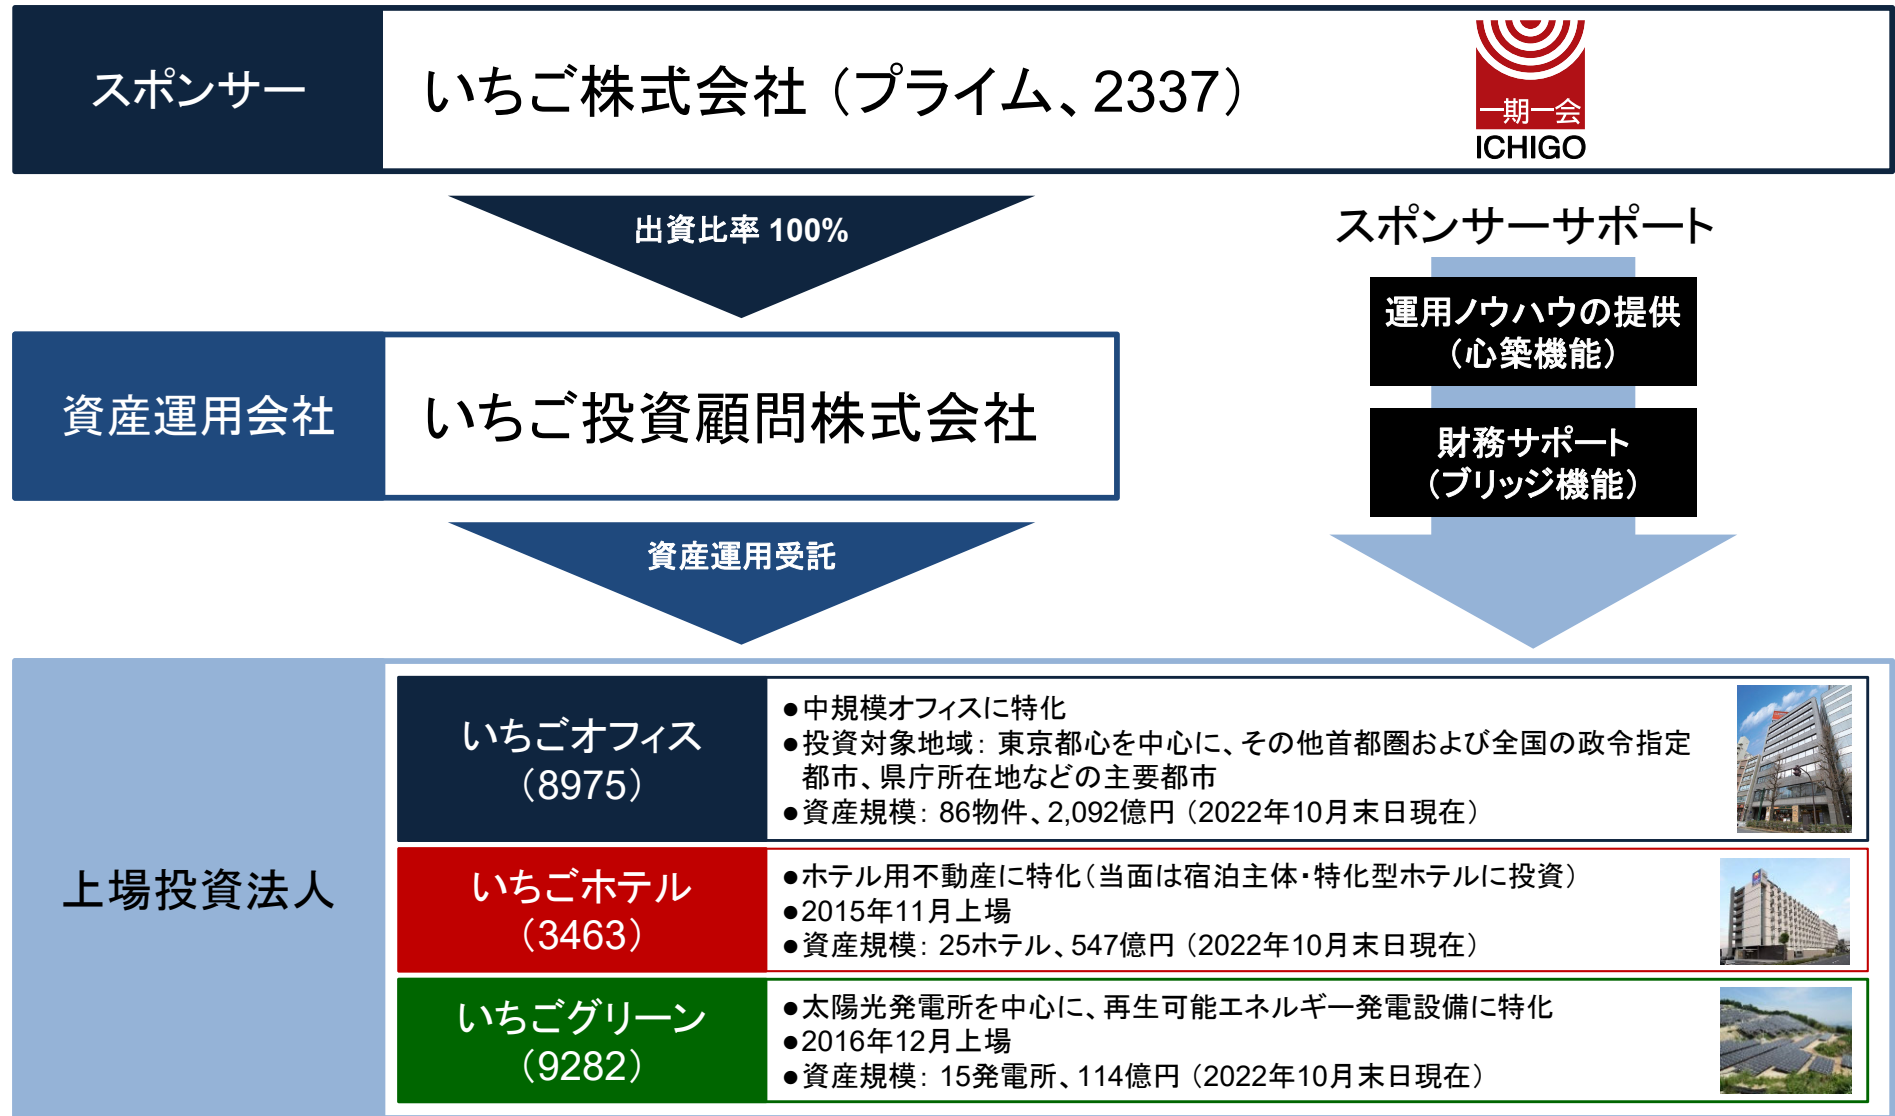 スポンサー
いちご株式会社（プライム、2337）
一期一会
ICHIGO
出資比率 100%
スポンサーサポート
運用ノウハウの提供
（心築機能）
財務サポート
（ブリッジ機能）
資産運用会社
いちご投資顧問株式会社
資産運用受託
上場投資法人
いちごオフィス
（8975）
●中規模オフィスに特化
●投資対象地域：東京都心を中心に、その他首都圏および全国の政令指定
都市、県庁所在地などの主要都市
●資産規模：86物件、2,092億円（2022年10月末日現在）
いちごホテル
（3463）
●ホテル用不動産に特化（当面は宿泊主体・特化型ホテルに投資）
●2015年11月上場
●資産規模：25ホテル、547億円（2022年10月末日現在）
いちごグリーン
（9282）
●太陽光発電所を中心に、再生可能エネルギー発電設備に特化
●2016年12月上場
●資産規模：15発電所、114億円（2022年10月末日現在）